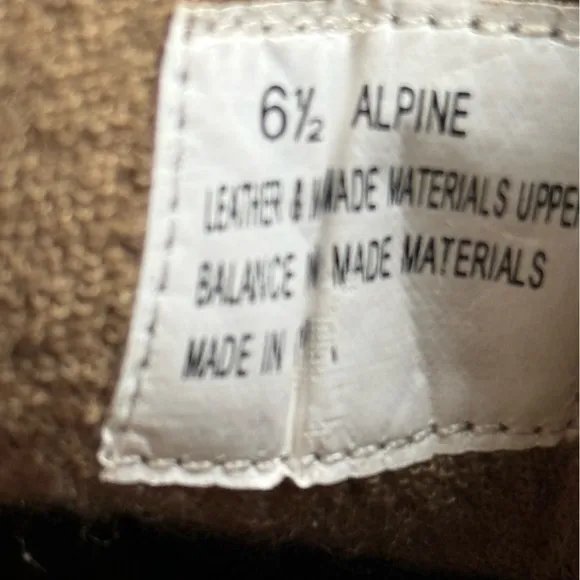 6½ ALPINE
LEATHER & MADE MATERIALS UPPER
BALANCE M MADE MATERIALS
MADE IN